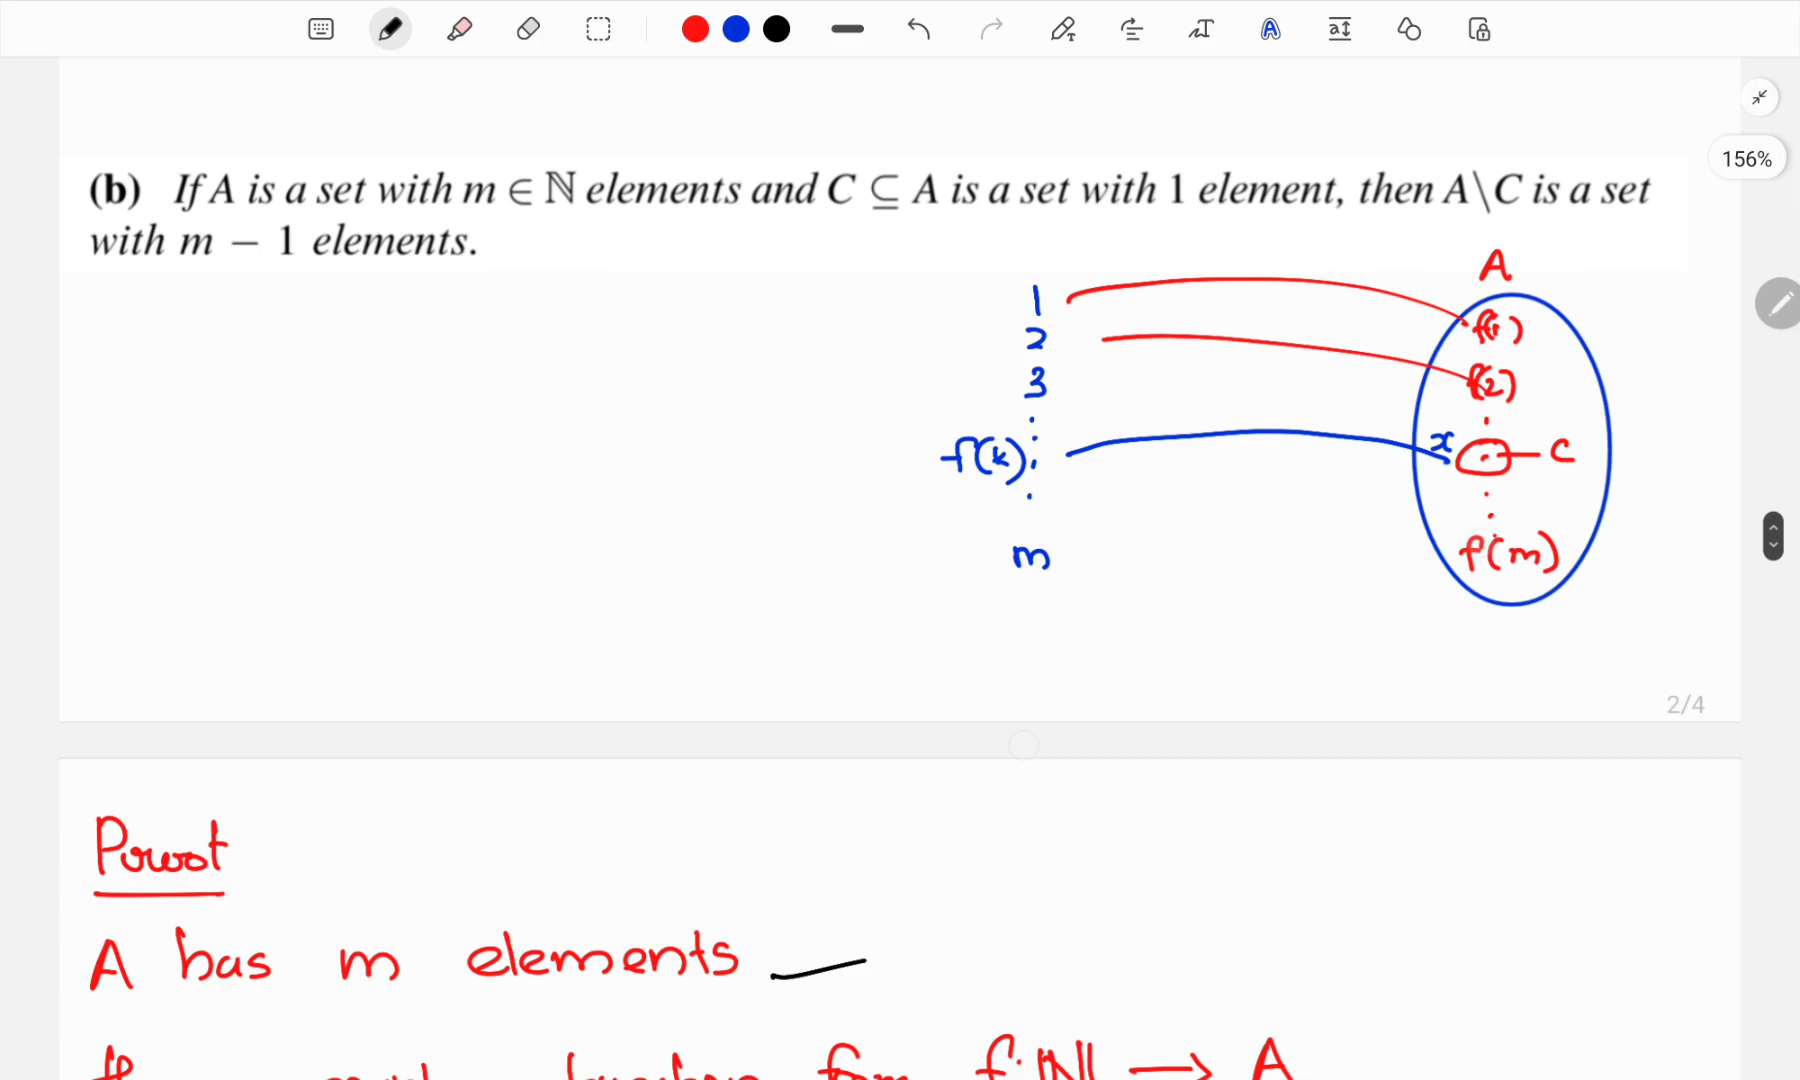 156%
(b) If A is a set with m ∈ ℕ elements and C ⊆ A is a set with 1 element, then A\C is a set
with m − 1 elements.
A
1 f(1)
2 f(2)
3
f(k) x C
m f(m)
2/4
Proof
A has m elements
from f: ℕ → A